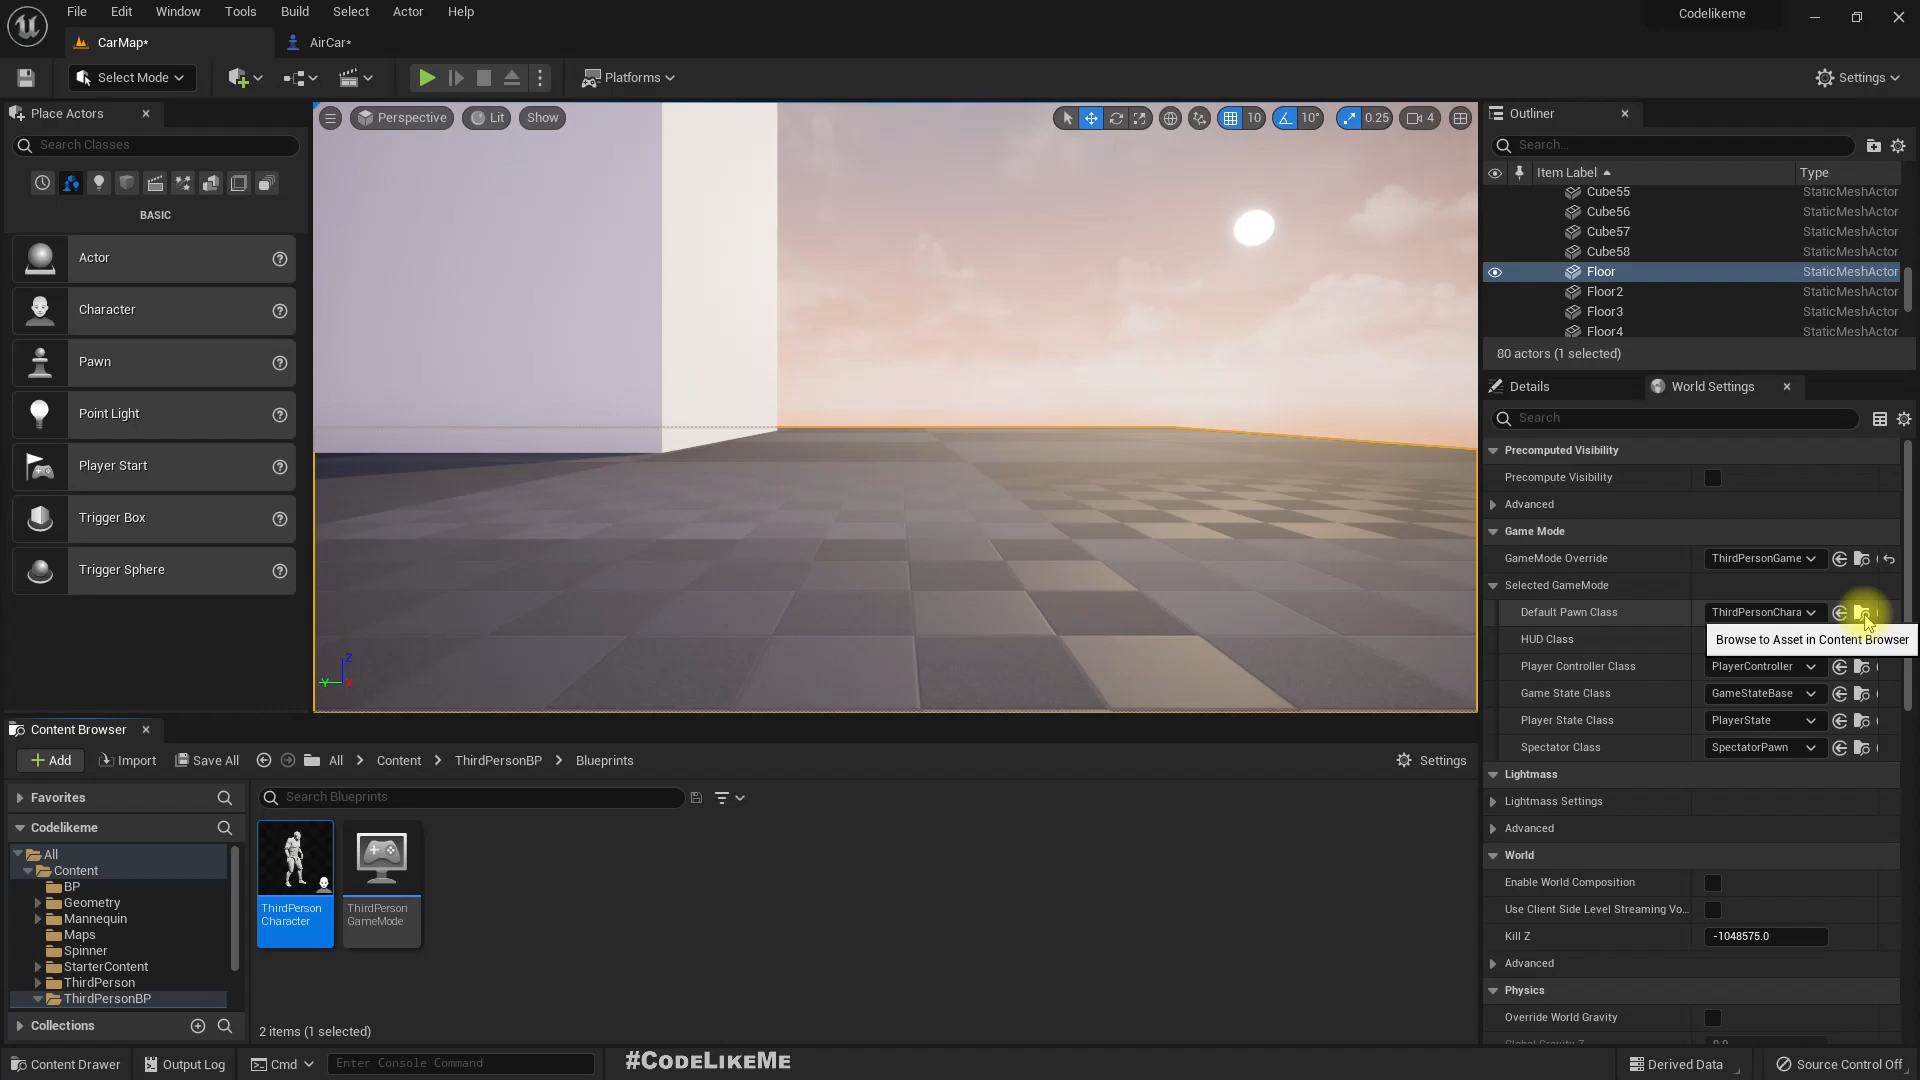 File Edit Window Tools Build Select Actor Help
Codelikeme
CarMap*
AirCar*
Select Mode
Platforms
Settings
Place Actors
Search Classes
BASIC
Actor
Character
Pawn
Point Light
Player Start
Trigger Box
Trigger Sphere
Perspective Lit Show
10 10° 0.25 4
Z
Y
X
Outliner
Search...
Item Label Type
Cube55 StaticMeshActor
Cube56 StaticMeshActor
Cube57 StaticMeshActor
Cube58 StaticMeshActor
Floor StaticMeshActor
Floor2 StaticMeshActor
Floor3 StaticMeshActor
Floor4 StaticMeshActor
80 actors (1 selected)
Details World Settings
Search
Precomputed Visibility
Precompute Visibility
Advanced
Game Mode
GameMode Override ThirdPersonGame
Selected GameMode
Default Pawn Class ThirdPersonChara
HUD Class
Browse to Asset in Content Browser
Player Controller Class PlayerController
Game State Class GameStateBase
Player State Class PlayerState
Spectator Class SpectatorPawn
Lightmass
Lightmass Settings
Advanced
World
Enable World Composition
Use Client Side Level Streaming Vo...
Kill Z -1048575.0
Advanced
Physics
Override World Gravity
Content Browser
Add Import Save All All Content ThirdPersonBP Blueprints Settings
Favorites
Search Blueprints
Codelikeme
All
Content
BP
Geometry
Mannequin
Maps
Spinner
StarterContent
ThirdPerson
ThirdPersonBP
Collections
ThirdPerson
Character
ThirdPerson
GameMode
2 items (1 selected)
Content Drawer Output Log Cmd Enter Console Command
#CODELIKEME
Derived Data Source Control Off